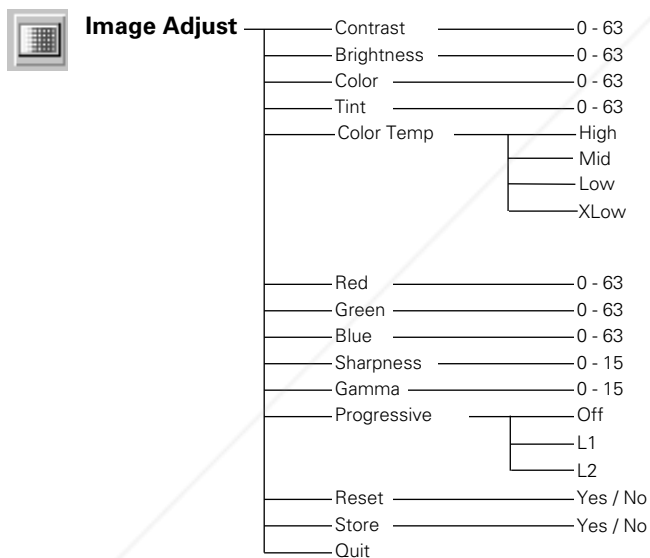 Image Adjust
Contrast 0 - 63
Brightness 0 - 63
Color 0 - 63
Tint 0 - 63
Color Temp High
Mid
Low
XLow
Red 0 - 63
Green 0 - 63
Blue 0 - 63
Sharpness 0 - 15
Gamma 0 - 15
Progressive Off
L1
L2
Reset Yes / No
Store Yes / No
Quit